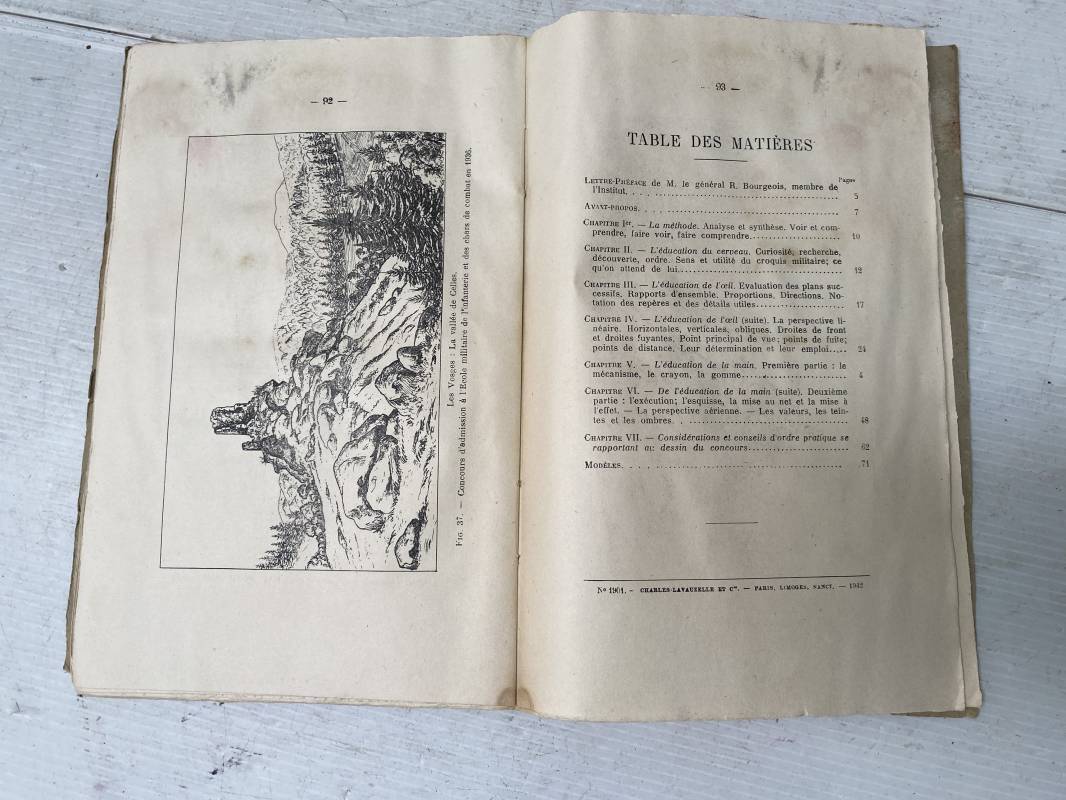 — 92 —
Les Vosges : La vallée de Celles.
FIG. 37. — Concours d'admission à l'Ecole militaire de l'infanterie et des chars de combat en 1936.
— 93 —
TABLE DES MATIÈRES
Pages
LETTRE-PRÉFACE de M. le général R. Bourgeois, membre de
l'Institut. . . . . . . . . . . . . . . . . . . . 5
AVANT-PROPOS. . . . . . . . . . . . . . . . . . . . 7
CHAPITRE Ier. — La méthode. Analyse et synthèse. Voir et com-
prendre, faire voir, faire comprendre.................... 10
CHAPITRE II. — L'éducation du cerveau. Curiosité, recherche,
découverte, ordre. Sens et utilité du croquis militaire; ce
qu'on attend de lui.................... 12
CHAPITRE III. — L'éducation de l'œil. Evaluation des plans suc-
cessifs. Rapports d'ensemble. Proportions. Directions. No-
tation des repères et des détails utiles.................... 17
CHAPITRE IV. — L'éducation de l'œil (suite). La perspective li-
néaire. Horizontales, verticales, obliques. Droites de front
et droites fuyantes. Point principal de vue; points de fuite;
points de distance. Leur détermination et leur emploi..... 24
CHAPITRE V. — L'éducation de la main. Première partie : le
mécanisme, le crayon, la gomme.................... 4
CHAPITRE VI. — De l'éducation de la main (suite). Deuxième
partie : l'exécution; l'esquisse, la mise au net et la mise à
l'effet. — La perspective aérienne. — Les valeurs, les tein-
tes et les ombres. . . . . . . . . . . . . . . . . . . . 48
CHAPITRE VII. — Considérations et conseils d'ordre pratique se
rapportant au dessin du concours.................... 62
MODÈLES. . . . . . . . . . . . . . . . . . . . 71
N° 1901. - CHARLES-LAVAUZELLE ET Cie. — PARIS, LIMOGES, NANCY. — 1942